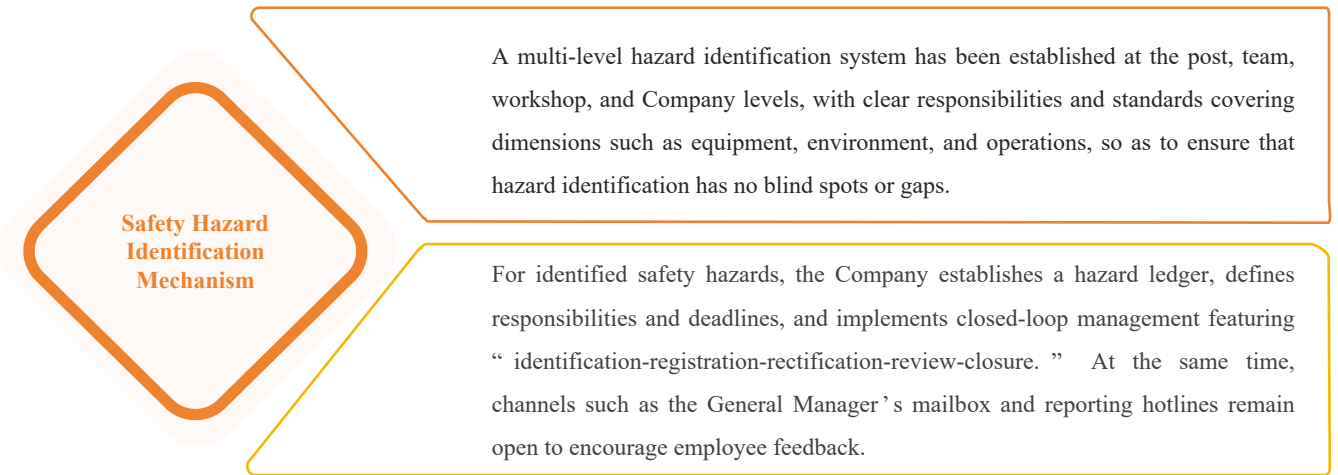 Safety Hazard
Identification
Mechanism
A multi-level hazard identification system has been established at the post, team,
workshop, and Company levels, with clear responsibilities and standards covering
dimensions such as equipment, environment, and operations, so as to ensure that
hazard identification has no blind spots or gaps.
For identified safety hazards, the Company establishes a hazard ledger, defines
responsibilities and deadlines, and implements closed-loop management featuring
“ identification-registration-rectification-review-closure. ” At the same time,
channels such as the General Manager ’ s mailbox and reporting hotlines remain
open to encourage employee feedback.